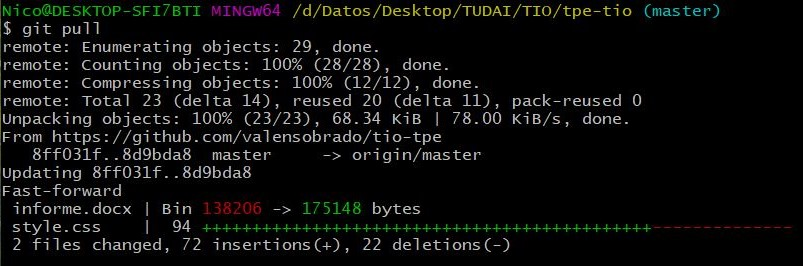 Nico@DESKTOP-SFI7BTI MINGW64 /d/Datos/Desktop/TUDAI/TIO/tpe-tio (master)
$ git pull
remote: Enumerating objects: 29, done.
remote: Counting objects: 100% (28/28), done.
remote: Compressing objects: 100% (12/12), done.
remote: Total 23 (delta 14), reused 20 (delta 11), pack-reused 0
Unpacking objects: 100% (23/23), 68.34 KiB | 78.00 KiB/s, done.
From https://github.com/valensobrado/tio-tpe
   8ff031f..8d9bda8  master     -> origin/master
Updating 8ff031f..8d9bda8
Fast-forward
 informe.docx | Bin 138206 -> 175148 bytes
 style.css    |  94 +++++++++++++++++++++++++++++++++++++++++++++--------------
 2 files changed, 72 insertions(+), 22 deletions(-)